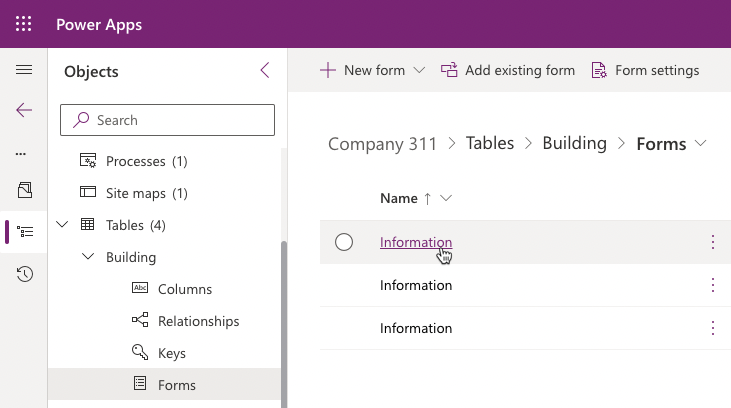 Power Apps
Objects
Search
Processes (1)
Site maps (1)
Tables (4)
Building
Abc Columns
Relationships
Keys
Forms
New form
Add existing form
Form settings
Company 311 > Tables > Building > Forms
Name ↑
Information
Information
Information